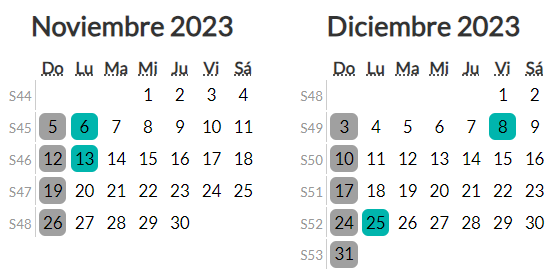 Noviembre 2023
Do Lu Ma Mi Ju Vi Sá
S44 1 2 3 4
S45 5 6 7 8 9 10 11
S46 12 13 14 15 16 17 18
S47 19 20 21 22 23 24 25
S48 26 27 28 29 30
Diciembre 2023
Do Lu Ma Mi Ju Vi Sá
S48 1 2
S49 3 4 5 6 7 8 9
S50 10 11 12 13 14 15 16
S51 17 18 19 20 21 22 23
S52 24 25 26 27 28 29 30
S53 31